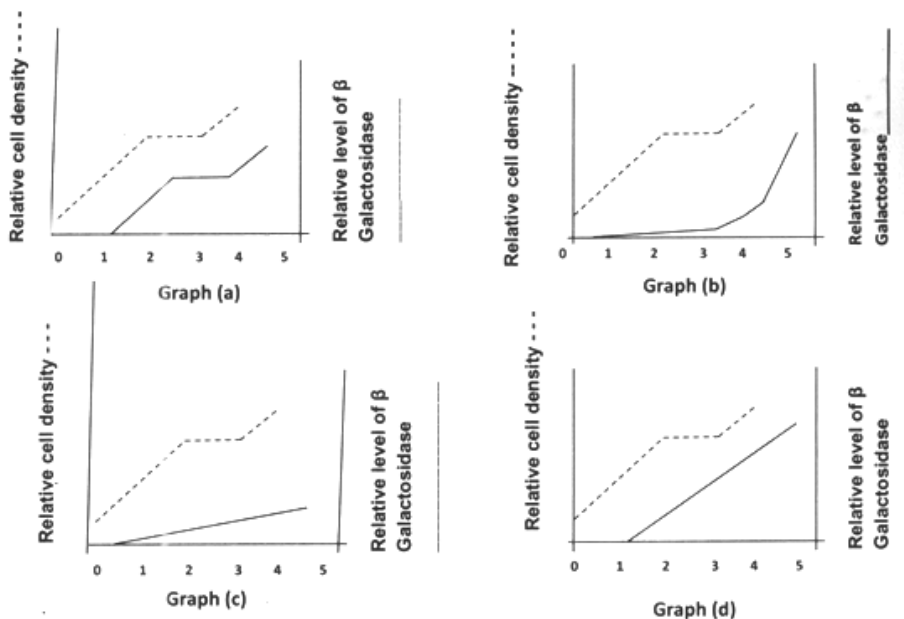 Relative cell density ----
0 1 2 3 4 5
Graph (a)
Relative level of β
Galactosidase
Relative cell density -----
0 1 2 3 4 5
Graph (b)
Relative level of β
Galactosidase
Relative cell density ---
0 1 2 3 4 5
Graph (c)
Relative level of β
Galactosidase
Relative cell density ---
0 1 2 3 4 5
Graph (d)
Relative level of β
Galactosidase